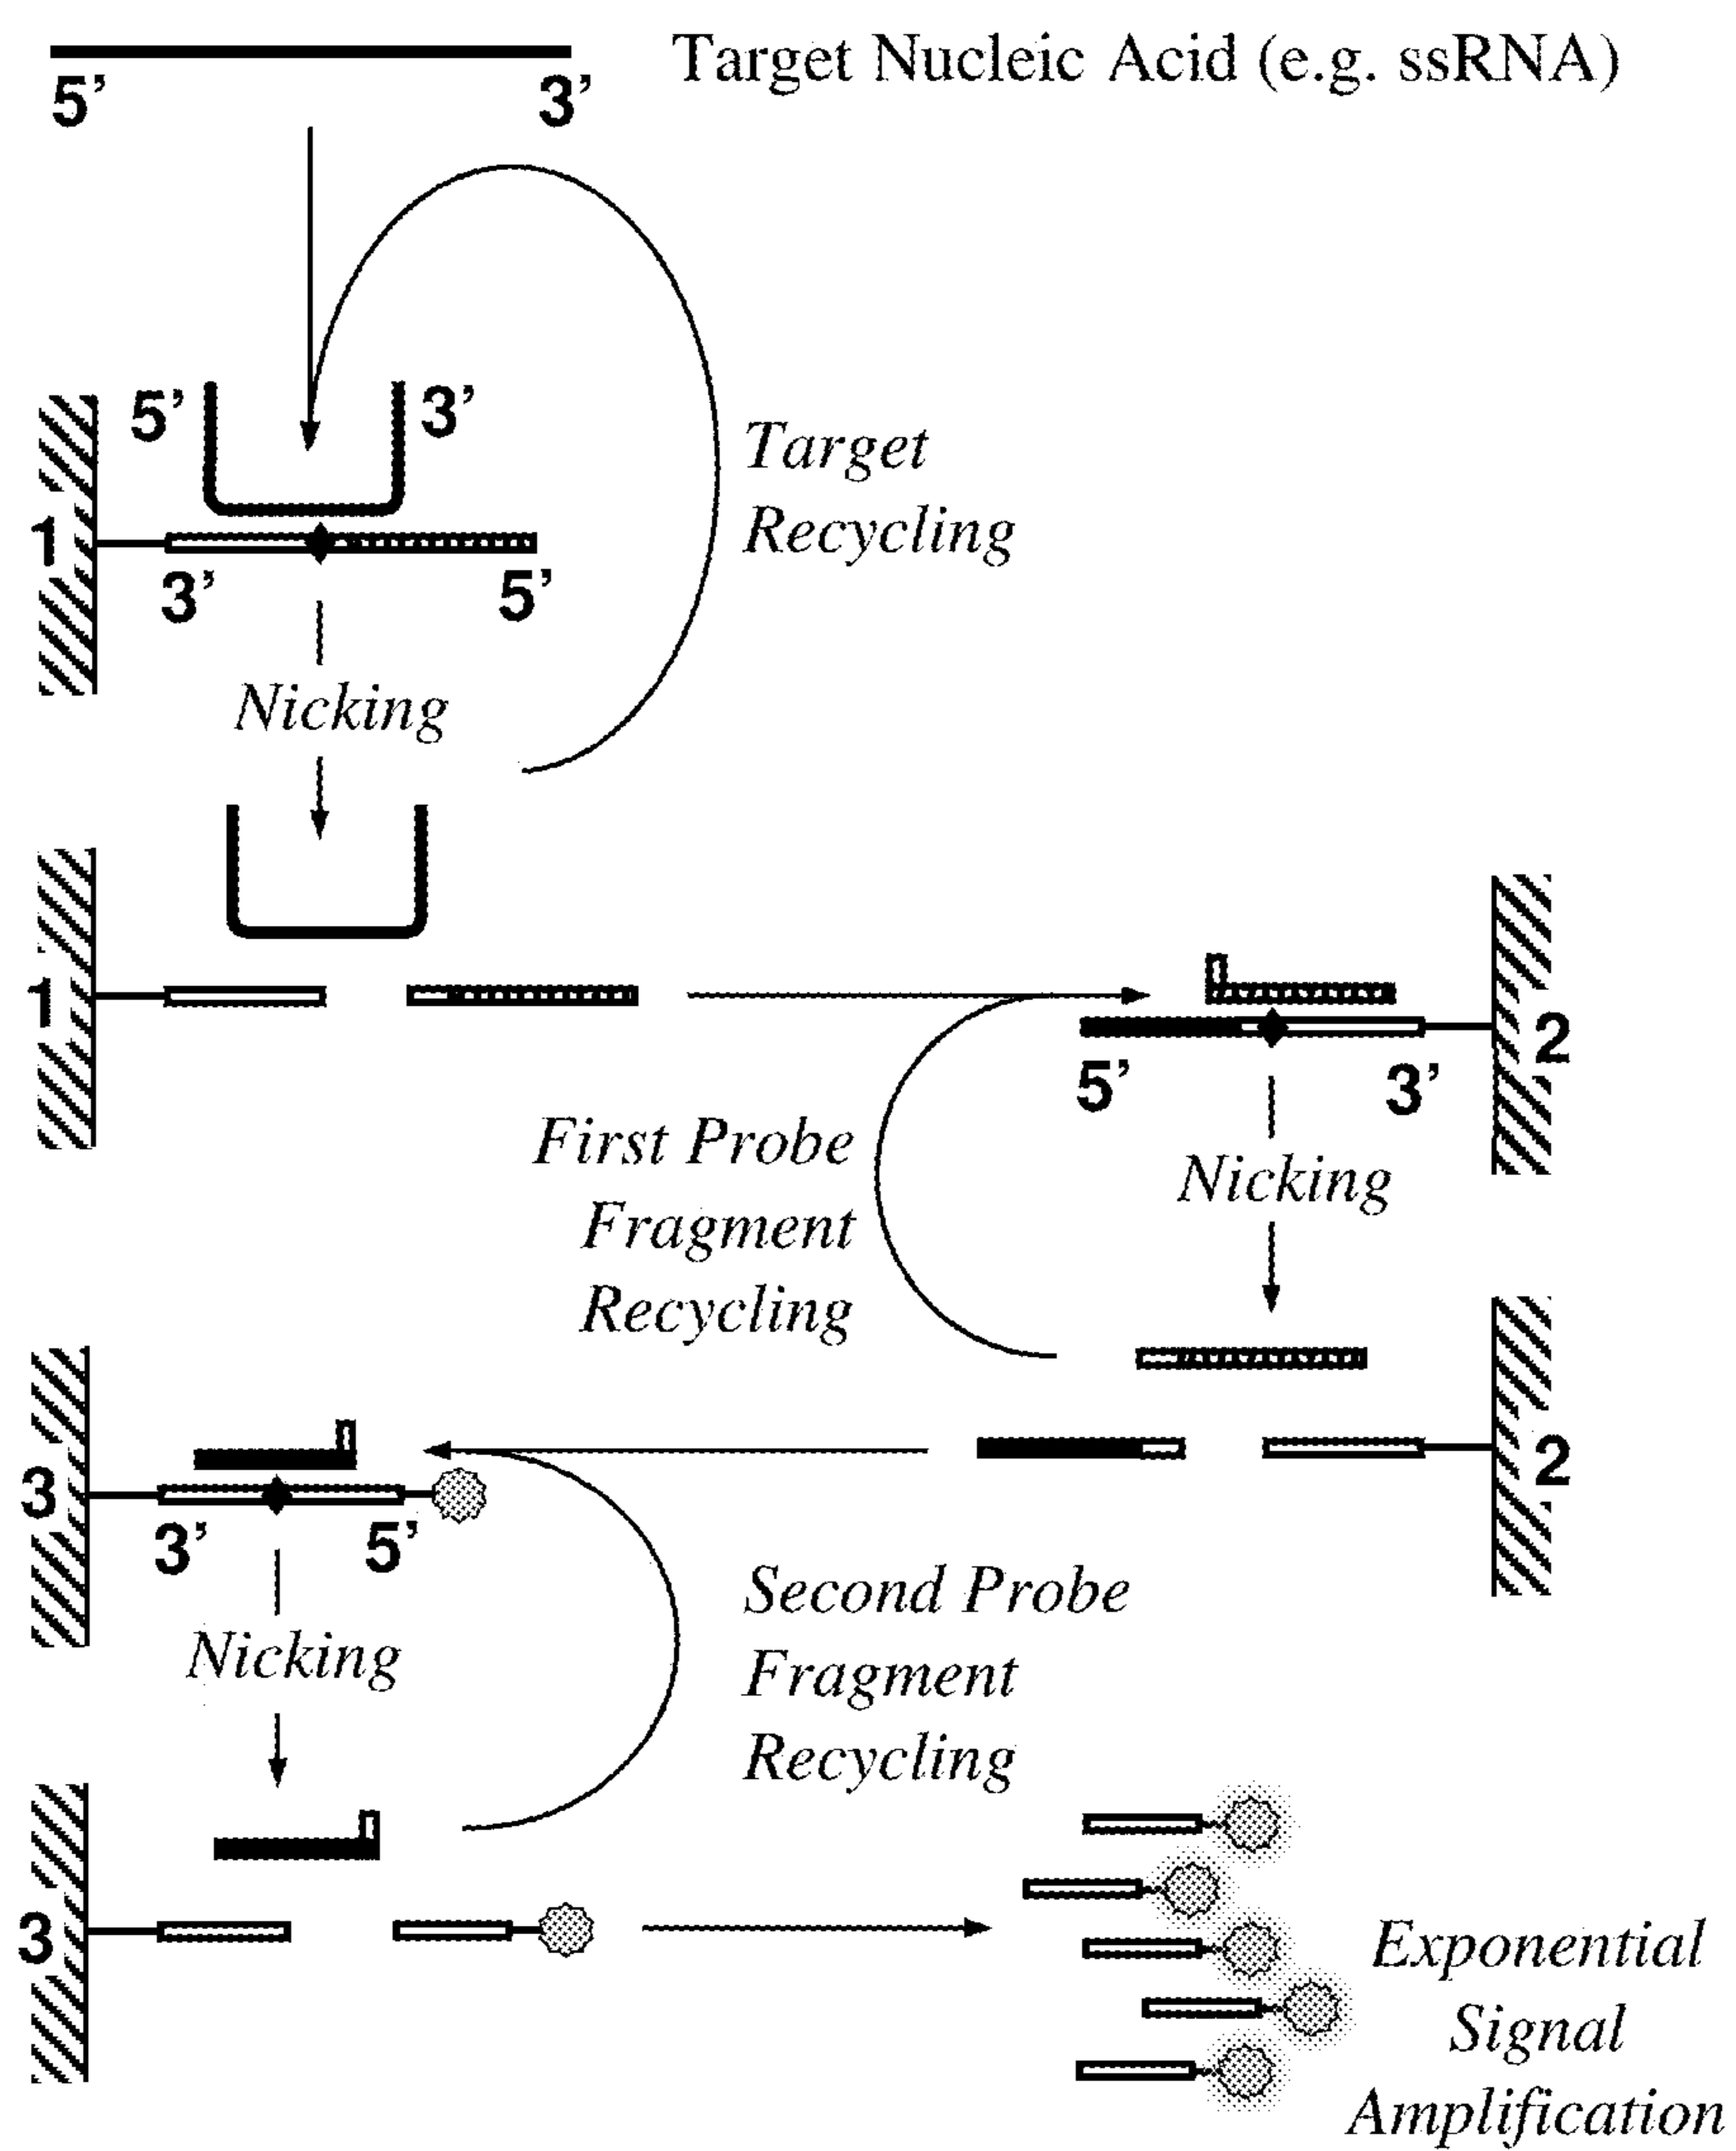 Target Nucleic Acid (e.g. ssRNA)
5’ 3’
5’ 3’
Target
Recycling
1
3’ 5’
Nicking
1
2
5’ 3’
First Probe
Fragment
Recycling
Nicking
2
3
3’ 5’
Second Probe
Fragment
Recycling
Nicking
3
Exponential
Signal
Amplification